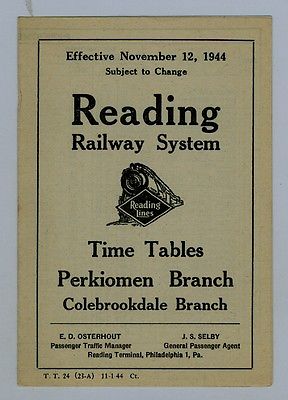 Effective November 12, 1944
Subject to Change
Reading
Railway System
Reading
Lines
Time Tables
Perkiomen Branch
Colebrookdale Branch
E. D. OSTERHOUT
Passenger Traffic Manager
J. S. SELBY
General Passenger Agent
Reading Terminal, Philadelphia 1, Pa.
T. T. 24 (23-A) 11-1-44 Ct.